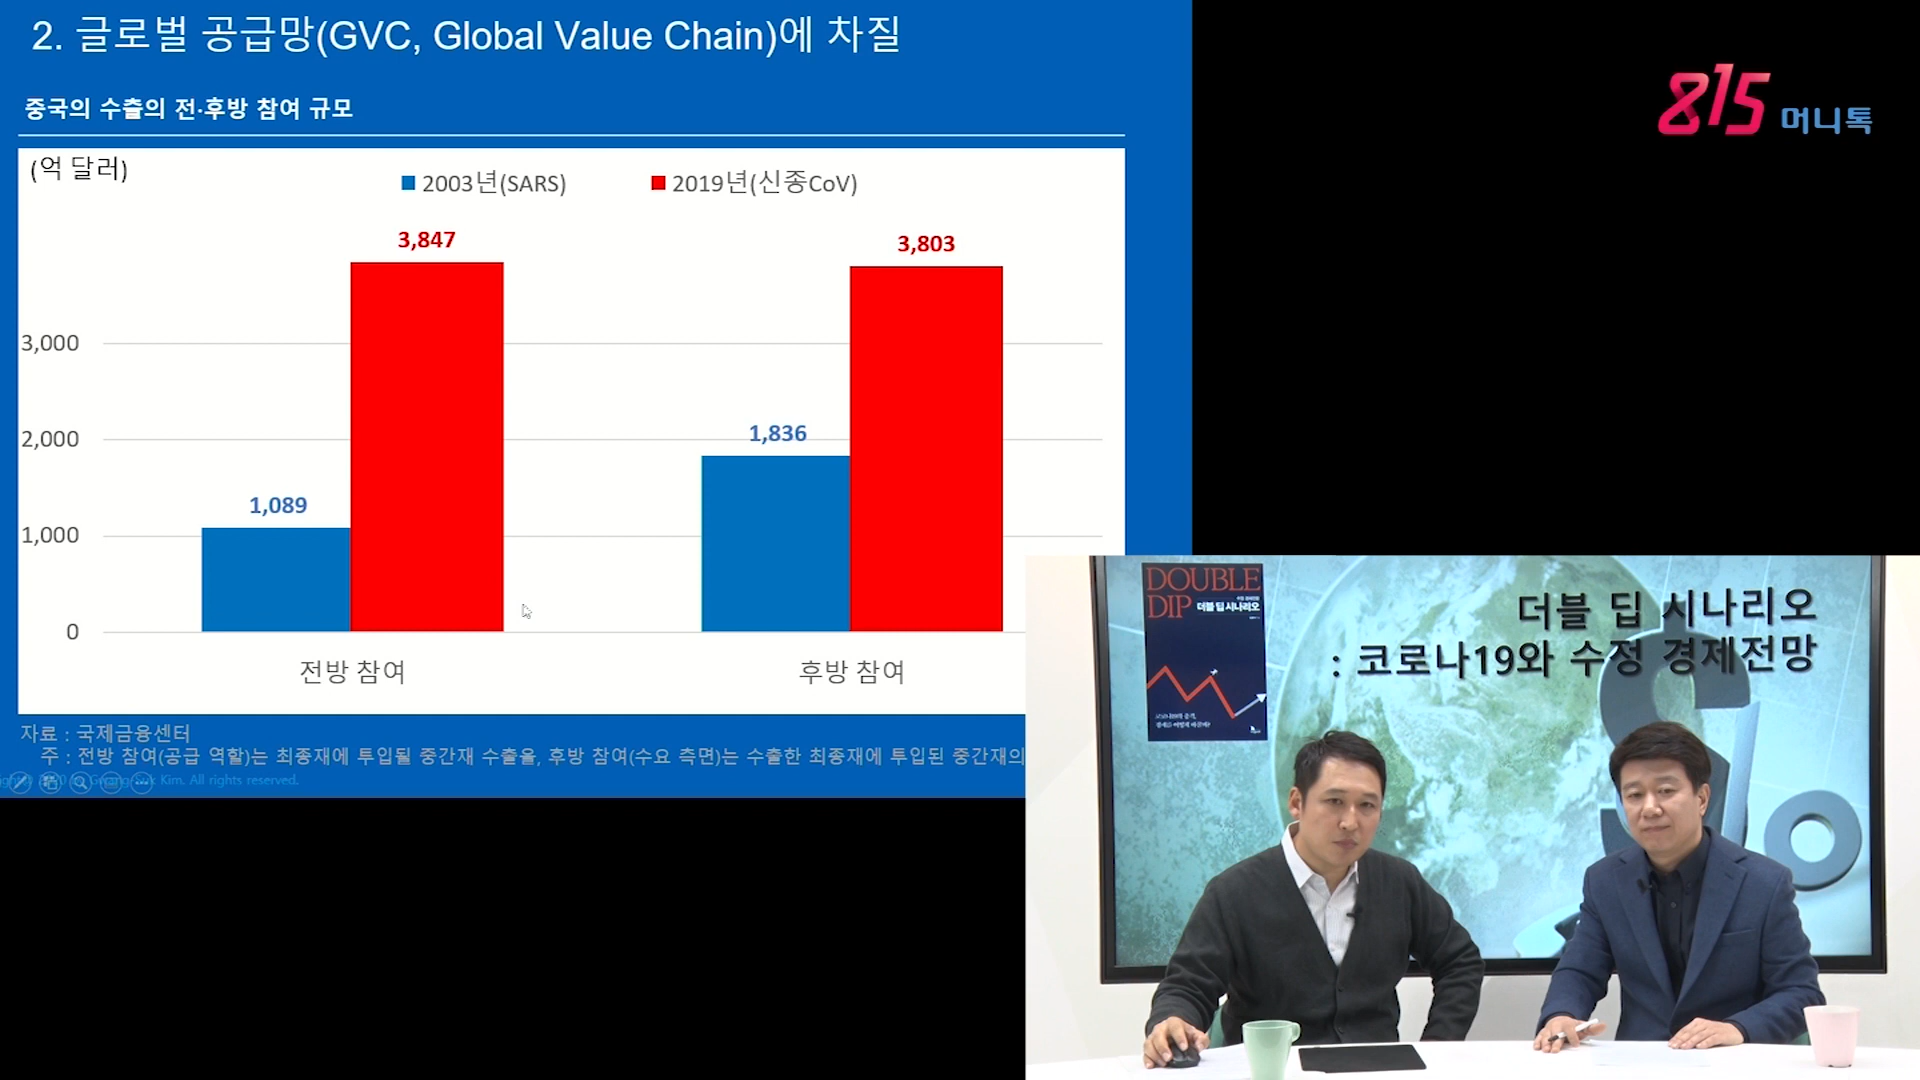 2. 글로벌 공급망(GVC, Global Value Chain)에 차질
815 머니톡
중국의 수출의 전·후방 참여 규모
(억 달러)
2003년(SARS)
2019년(신종CoV)
3,847
3,803
3,000
2,000
1,836
1,089
1,000
0
전방 참여
후방 참여
자료 : 국제금융센터
주 : 전방 참여(공급 역할)는 최종재에 투입될 중간재 수출을, 후방 참여(수요 측면)는 수출한 최종재에 투입된 중간재의
Kim. All rights reserved.
DOUBLE
DIP 더블 딥 시나리오
더블 딥 시나리오
: 코로나19와 수정 경제전망